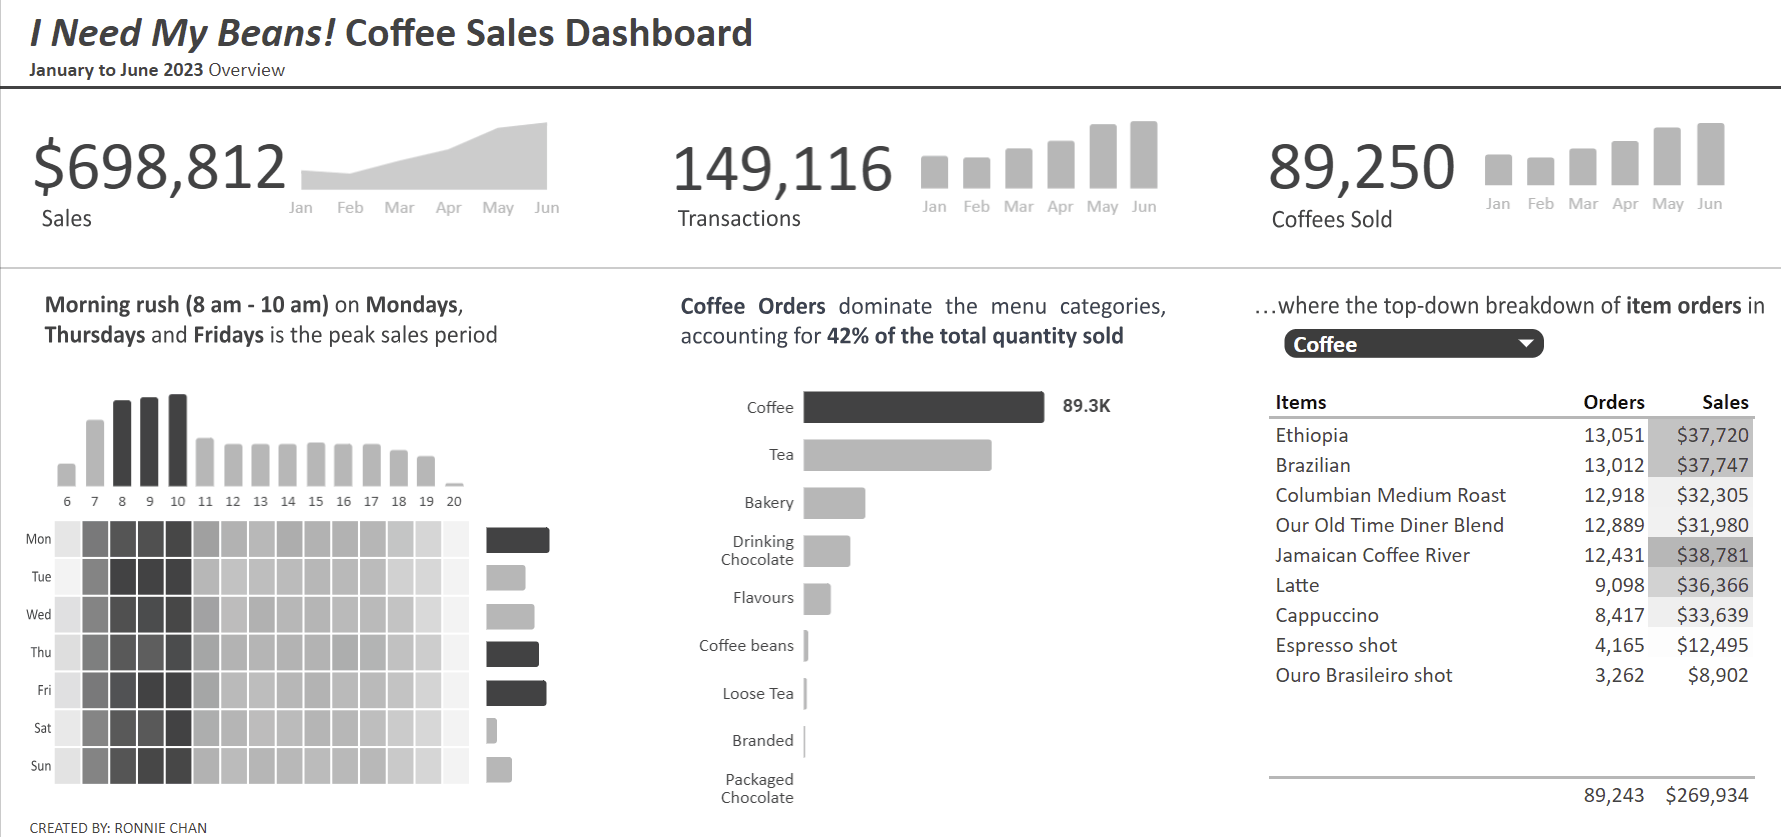 I Need My Beans! Coffee Sales Dashboard
January to June 2023 Overview
$698,812
Sales
Jan Feb Mar Apr May Jun
149,116
Transactions
Jan Feb Mar Apr May Jun
89,250
Coffees Sold
Jan Feb Mar Apr May Jun
Morning rush (8 am - 10 am) on Mondays,
Thursdays and Fridays is the peak sales period
6 7 8 9 10 11 12 13 14 15 16 17 18 19 20
Mon
Tue
Wed
Thu
Fri
Sat
Sun
Coffee Orders dominate the menu categories,
accounting for 42% of the total quantity sold
Coffee 89.3K
Tea
Bakery
Drinking
Chocolate
Flavours
Coffee beans
Loose Tea
Branded
Packaged
Chocolate
...where the top-down breakdown of item orders in
Coffee
Items Orders Sales
Ethiopia 13,051 $37,720
Brazilian 13,012 $37,747
Columbian Medium Roast 12,918 $32,305
Our Old Time Diner Blend 12,889 $31,980
Jamaican Coffee River 12,431 $38,781
Latte 9,098 $36,366
Cappuccino 8,417 $33,639
Espresso shot 4,165 $12,495
Ouro Brasileiro shot 3,262 $8,902
89,243 $269,934
CREATED BY: RONNIE CHAN